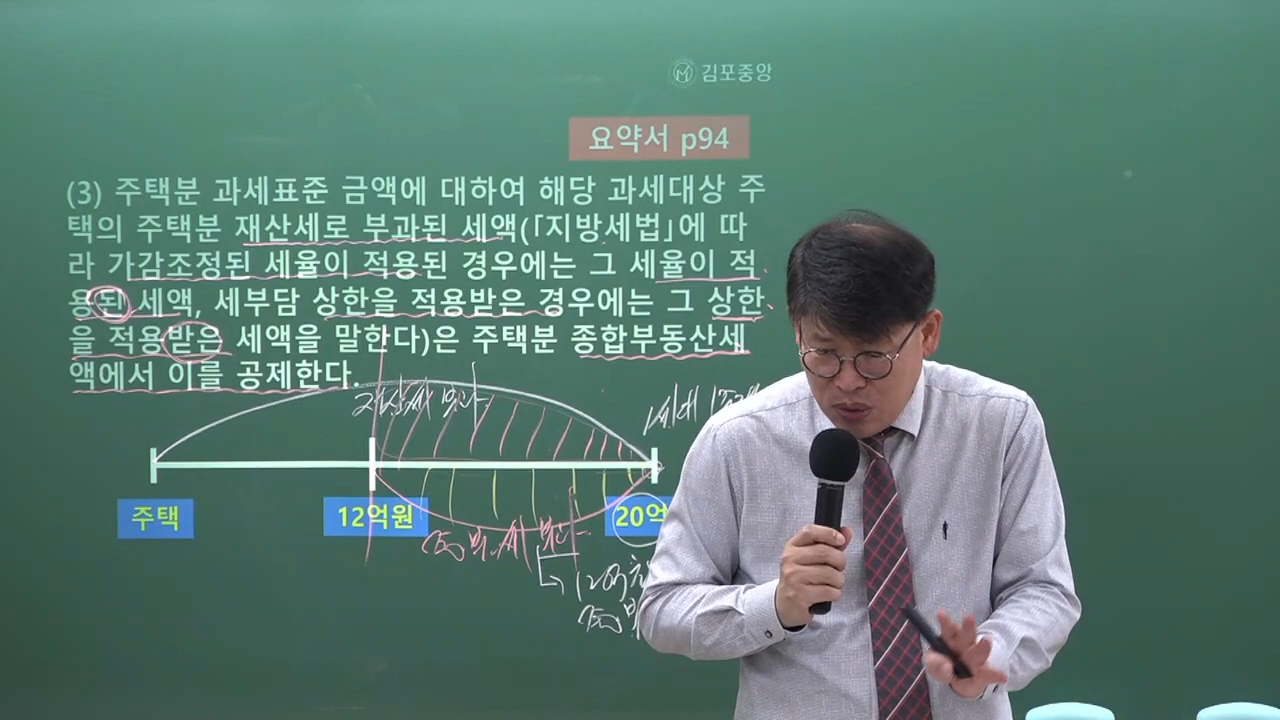 김포중앙
요약서 p94
(3) 주택분 과세표준 금액에 대하여 해당 과세대상 주
택의 주택분 재산세로 부과된 세액(「지방세법」에 따
라 가감조정된 세율이 적용된 경우에는 그 세율이 적
용된 세액, 세부담 상한을 적용받은 경우에는 그 상한
을 적용받은 세액을 말한다)은 주택분 종합부동산세
액에서 이를 공제한다.
재산세 부과
주택 12억원 20억